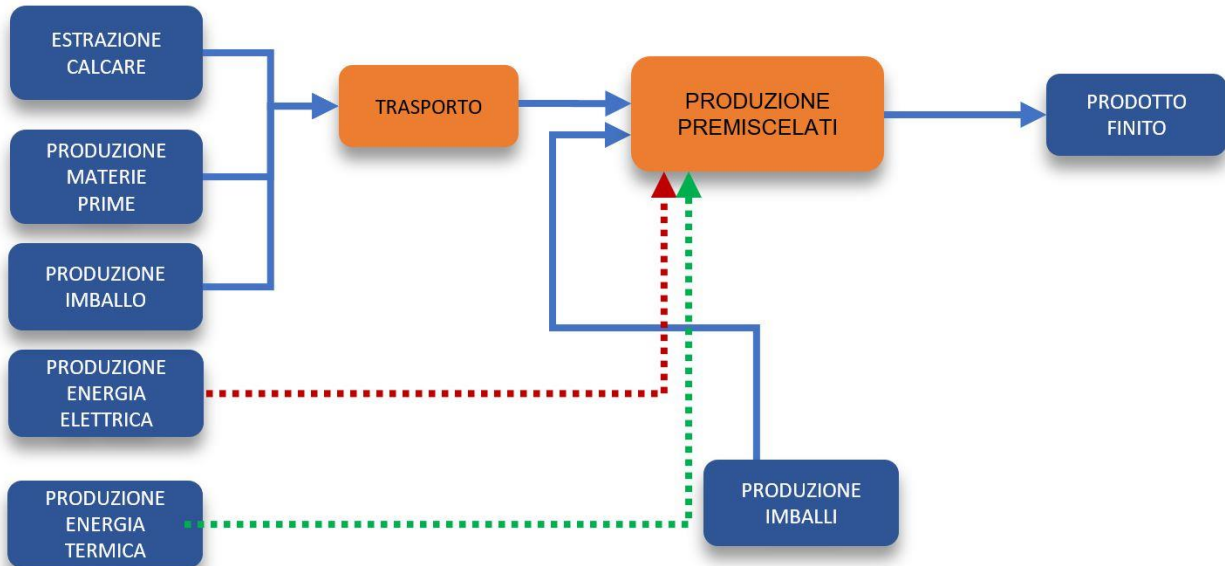 ESTRAZIONE
CALCARE
TRASPORTO
PRODUZIONE
PREMISCELATI
PRODOTTO
FINITO
PRODUZIONE
MATERIE
PRIME
PRODUZIONE
IMBALLO
PRODUZIONE
ENERGIA
ELETTRICA
PRODUZIONE
ENERGIA
TERMICA
PRODUZIONE
IMBALLI